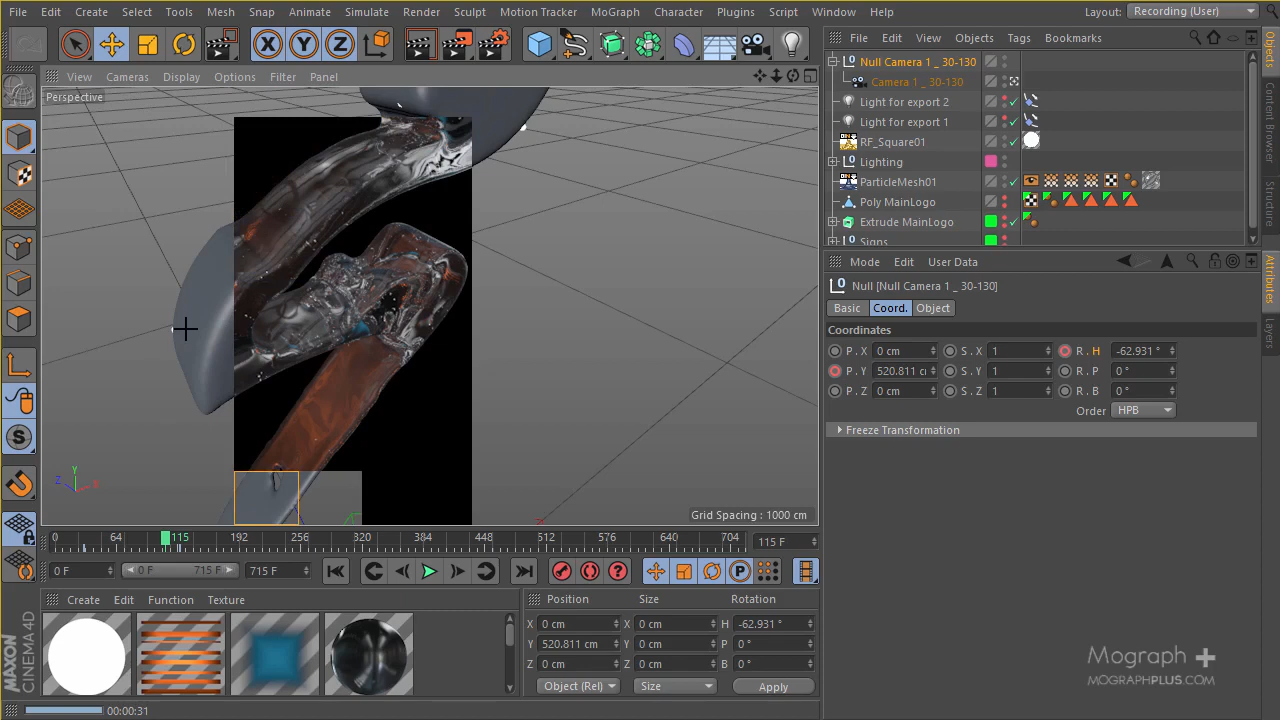 File Edit Create Select Tools Mesh Snap Animate Simulate Render Sculpt Motion Tracker MoGraph Character Plugins Script Window Help Layout: Recording (User)
X Y Z
File Edit View Objects Tags Bookmarks
View Cameras Display Options Filter Panel
Perspective
Null Camera 1 _ 30-130
Camera 1 _ 30-130
Light for export 2
Light for export 1
RF_Square01
Lighting
ParticleMesh01
Poly MainLogo
Extrude MainLogo
Signs
Objects
Content Browser
Structure
Attributes
Layers
Mode Edit User Data
Null [Null Camera 1 _ 30-130]
Basic Coord. Object
Coordinates
P . X 0 cm S . X 1 R . H -62.931 °
P . Y 520.811 c S . Y 1 R . P 0 °
P . Z 0 cm S . Z 1 R . B 0 °
Order HPB
Freeze Transformation
Y
Z X
Grid Spacing : 1000 cm
0 64 115 192 256 320 384 448 512 576 640 704 115 F
0 F 0 F 715 F 715 F
Create Edit Function Texture
Position Size Rotation
X 0 cm X 0 cm H -62.931 °
Y 520.811 cm Y 0 cm P 0 °
Z 0 cm Z 0 cm B 0 °
Object (Rel) Size Apply
MAXON
CINEMA4D
00:00:31
Mograph +
MOGRAPHPLUS.COM